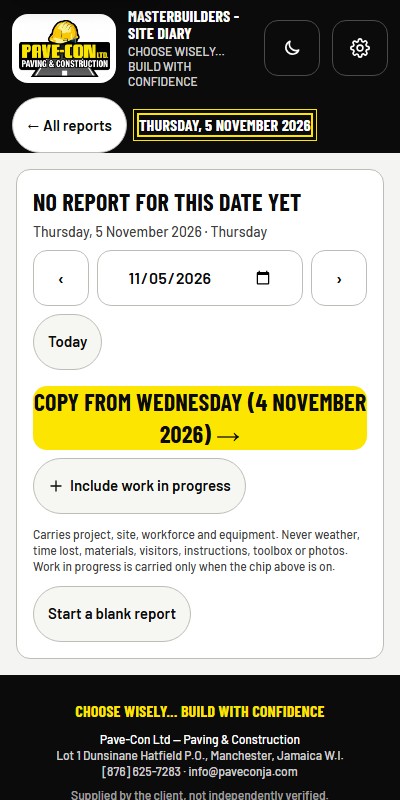 PAVE-CON LTD.
PAVING & CONSTRUCTION
MASTERBUILDERS -
SITE DIARY
CHOOSE WISELY...
BUILD WITH
CONFIDENCE
← All reports
THURSDAY, 5 NOVEMBER 2026
NO REPORT FOR THIS DATE YET
Thursday, 5 November 2026 · Thursday
‹
11/05/2026
›
Today
COPY FROM WEDNESDAY (4 NOVEMBER
2026) →
+ Include work in progress
Carries project, site, workforce and equipment. Never weather,
time lost, materials, visitors, instructions, toolbox or photos.
Work in progress is carried only when the chip above is on.
Start a blank report
CHOOSE WISELY... BUILD WITH CONFIDENCE
Pave-Con Ltd — Paving & Construction
Lot 1 Dunsinane Hatfield P.O., Manchester, Jamaica W.I.
[876] 625-7283 · info@paveconja.com
Supplied by the client, not independently verified.